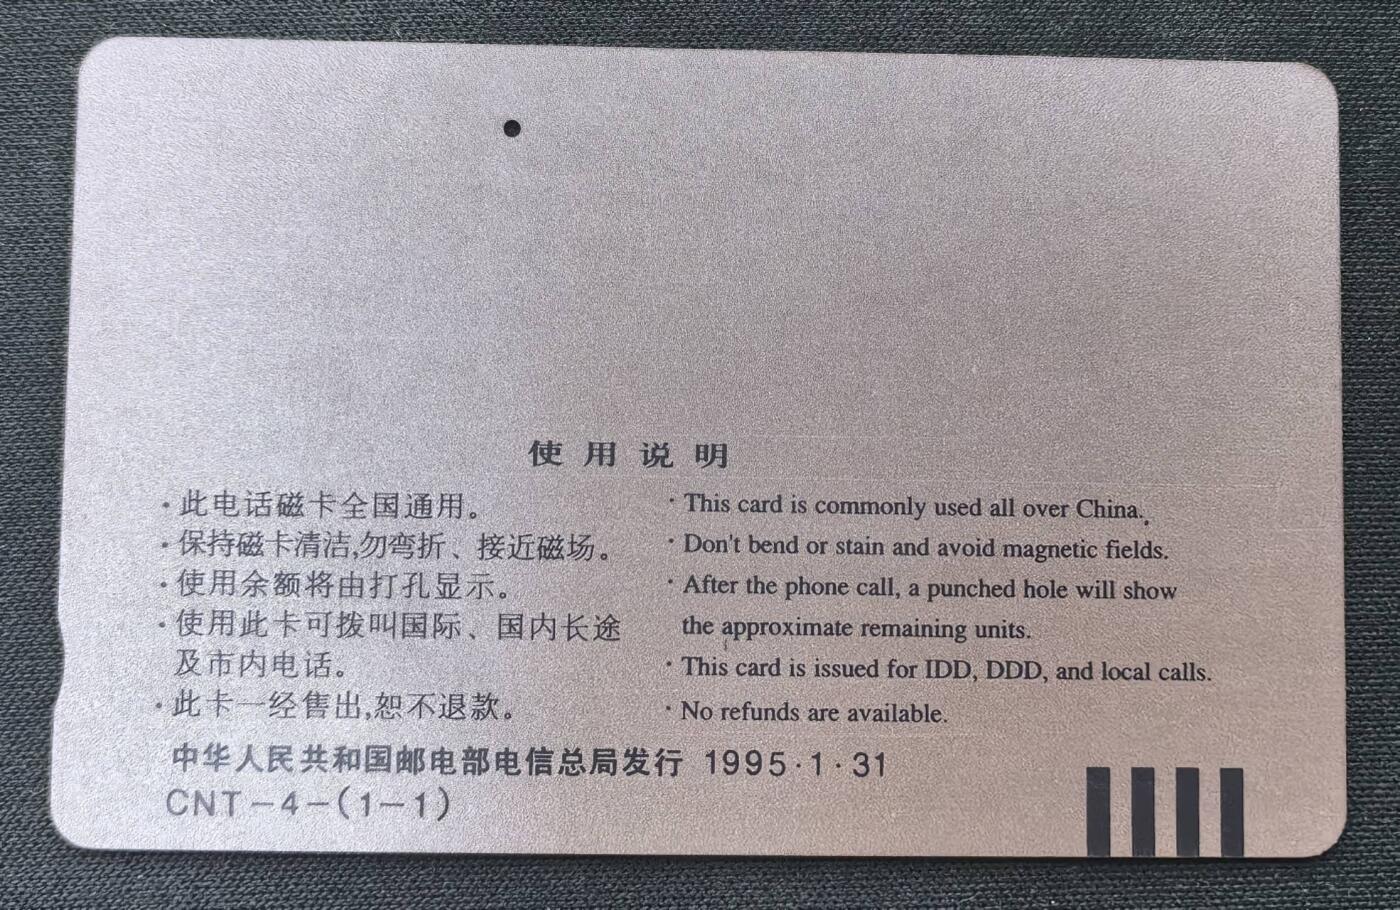 使用说明
·此电话磁卡全国通用。
·保持磁卡清洁,勿弯折、接近磁场。
·使用余额将由打孔显示。
·使用此卡可拨叫国际、国内长途
及市内电话。
·此卡一经售出,恕不退款。
· This card is commonly used all over China.
· Don't bend or stain and avoid magnetic fields.
· After the phone call, a punched hole will show
the approximate remaining units.
· This card is issued for IDD, DDD, and local calls.
· No refunds are available.
中华人民共和国邮电部电信总局发行 1995·1·31
CNT-4-(1-1)